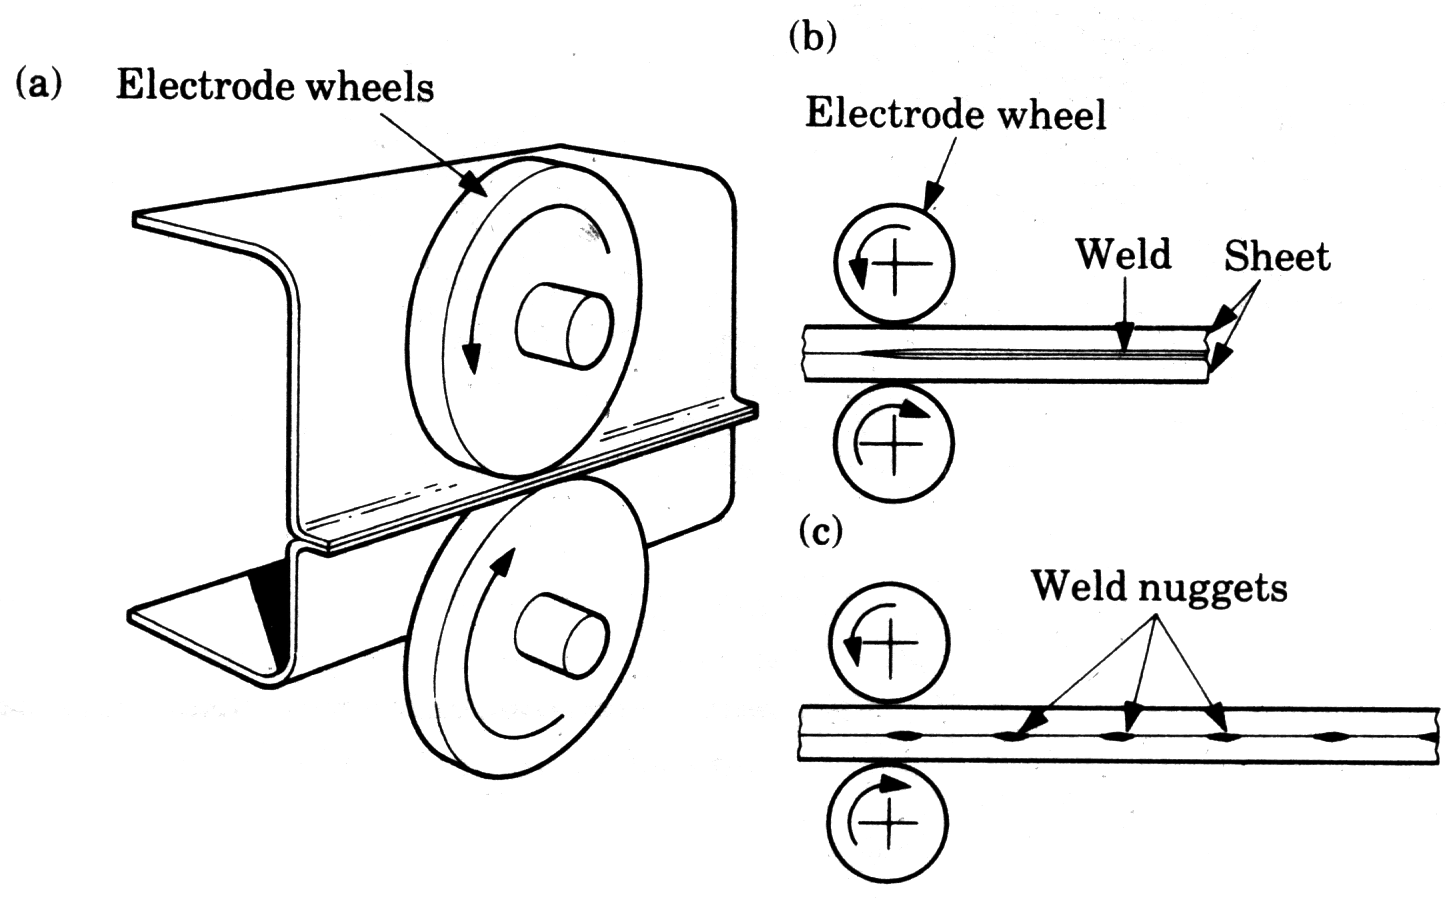 (a) Electrode wheels
(b)
Electrode wheel
Weld
Sheet
(c)
Weld nuggets